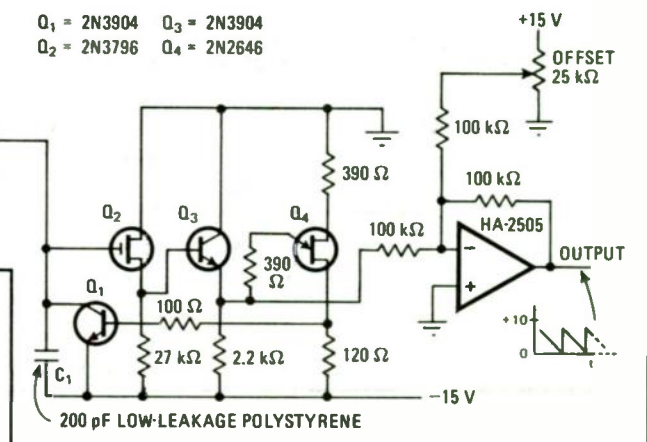 Q1 = 2N3904 Q3 = 2N3904
Q2 = 2N3796 Q4 = 2N2646
+15 V
OFFSET
25 kΩ
100 kΩ
390 Ω
100 kΩ
Q2
Q3
Q4
100 kΩ
HA-2505
−
+
OUTPUT
390
Ω
Q1
100 Ω
+10
0
t
C1
27 kΩ
2.2 kΩ
120 Ω
−15 V
200 pF LOW-LEAKAGE POLYSTYRENE